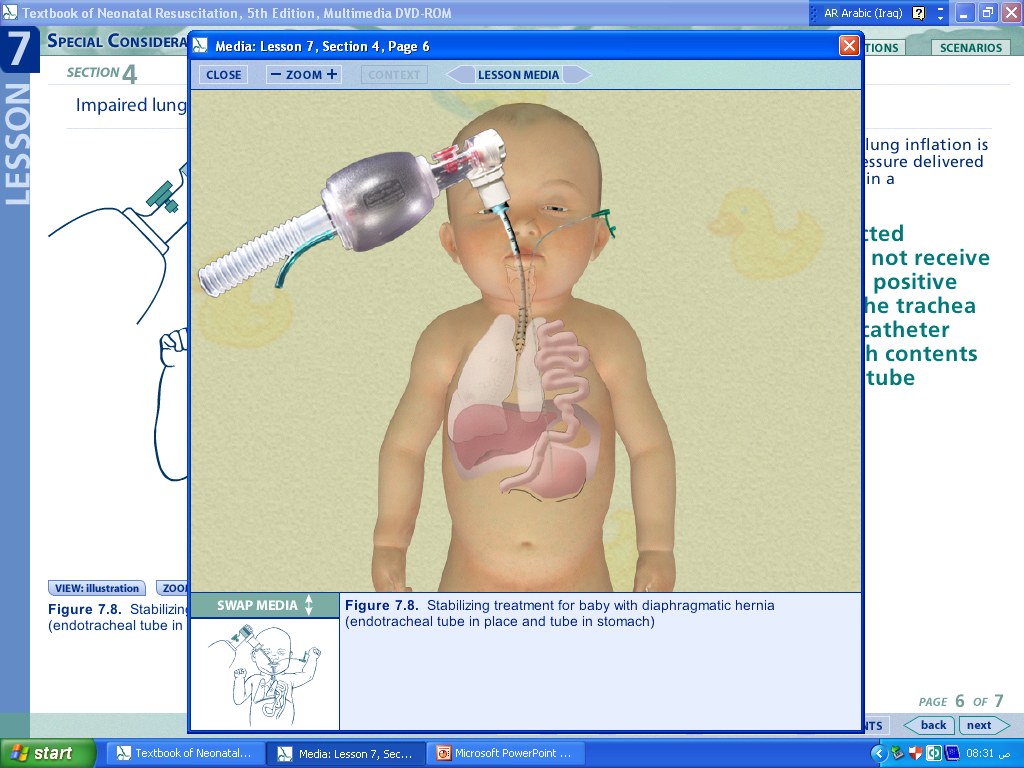 Textbook of Neonatal Resuscitation, 5th Edition, Multimedia DVD-ROM
AR Arabic (Iraq)
7
LESSON
SPECIAL CONSIDERA
TIONS
SCENARIOS
SECTION 4
Impaired lung
lung inflation is
essure delivered
in a
cted
not receive
positive
he trachea
catheter
h contents
tube
Media: Lesson 7, Section 4, Page 6
CLOSE
ZOOM
CONTEXT
LESSON MEDIA
VIEW: illustration
ZOO
Figure 7.8. Stabilizing
(endotracheal tube in
SWAP MEDIA
Figure 7.8. Stabilizing treatment for baby with diaphragmatic hernia
(endotracheal tube in place and tube in stomach)
PAGE 6 OF 7
NTS
back
next
start
Textbook of Neonatal...
Media: Lesson 7, Sec...
Microsoft PowerPoint ...
08:31 ص